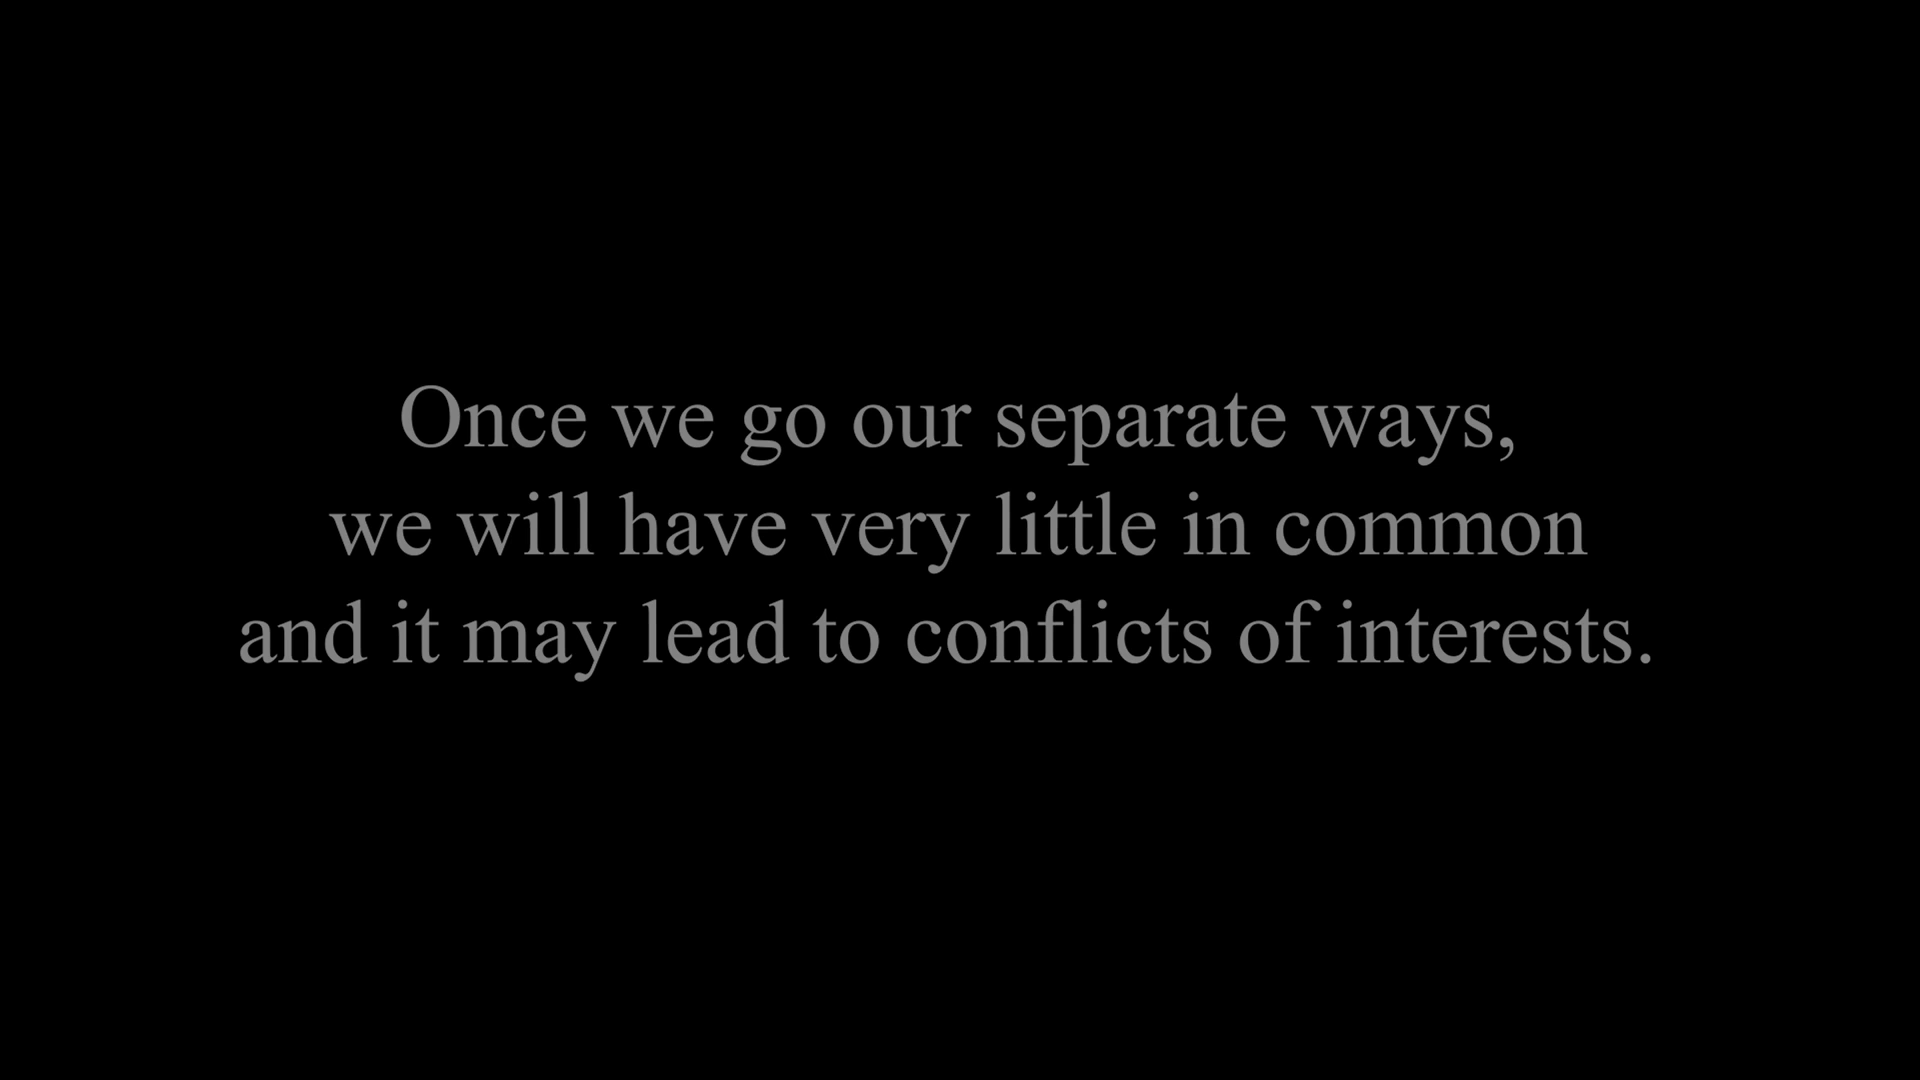 Once we go our separate ways,
we will have very little in common
and it may lead to conflicts of interests.